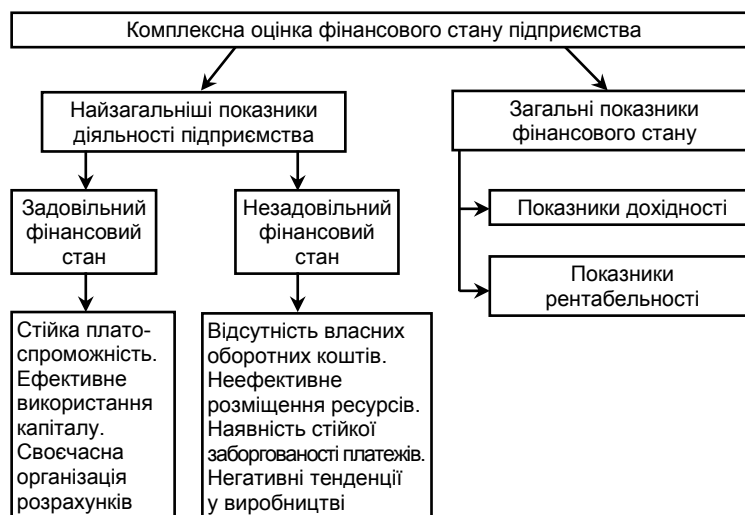 Комплексна оцінка фінансового стану підприємства
Найзагальніші показники
діяльності підприємства
Загальні показники
фінансового стану
Задовільний
фінансовий
стан
Незадовільний
фінансовий
стан
Показники дохідності
Показники
рентабельності
Стійка плато-
спроможність.
Ефективне
використання
капіталу.
Своєчасна
організація
розрахунків
Відсутність власних
оборотних коштів.
Неефективне
розміщення ресурсів.
Наявність стійкої
заборгованості платежів.
Негативні тенденції
у виробництві